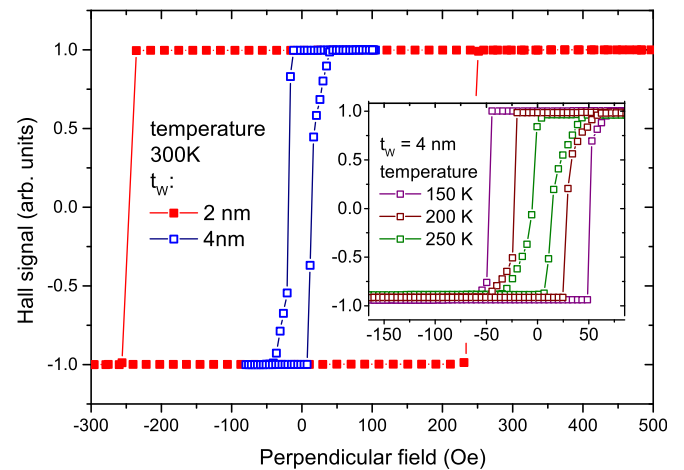 1.0
0.5
0.0
-0.5
-1.0
Hall signal (arb. units)
temperature
300K
t_W:
2 nm
4nm
1.0
0.5
0.0
-0.5
-1.0
t_W = 4 nm
temperature
150 K
200 K
250 K
-150 -100 -50 0 50
-300 -200 -100 0 100 200 300 400 500
Perpendicular field (Oe)